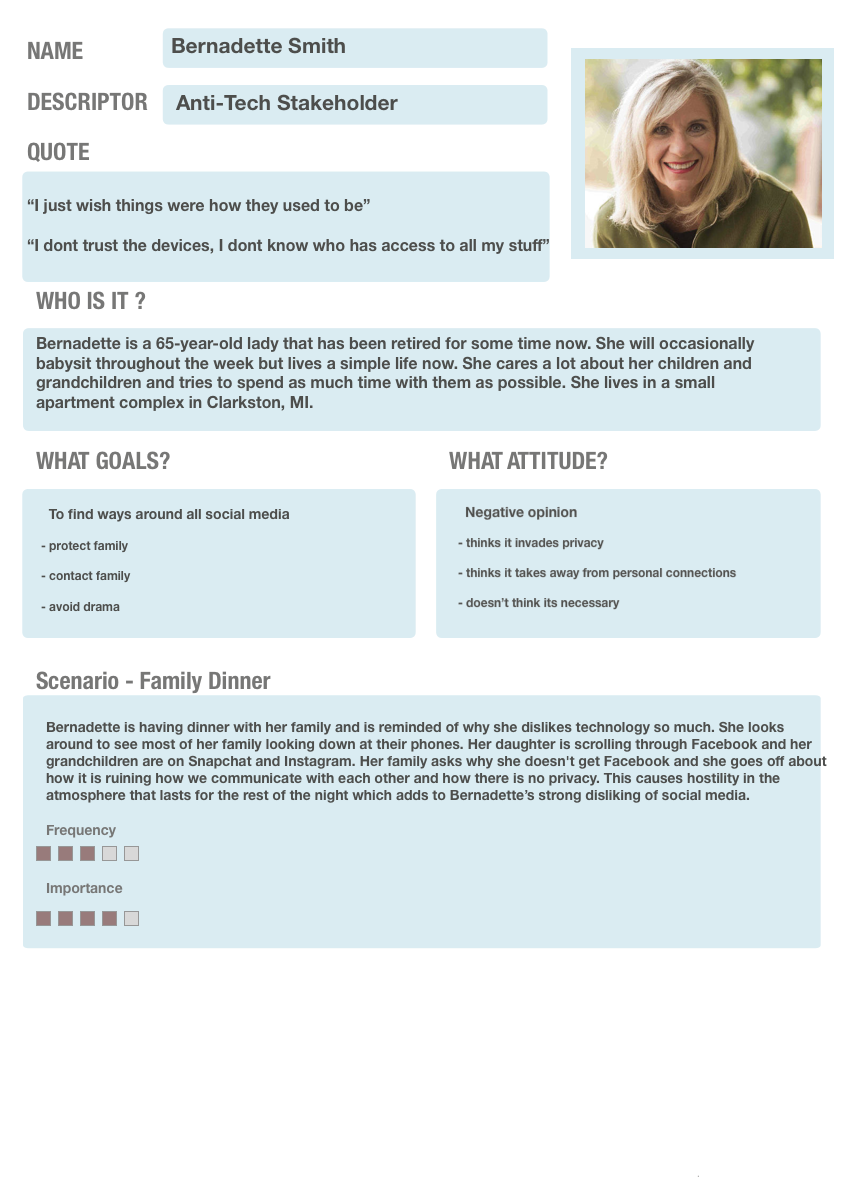 NAME
Bernadette Smith
DESCRIPTOR
Anti-Tech Stakeholder
QUOTE
“I just wish things were how they used to be”
“I dont trust the devices, I dont know who has access to all my stuff”
WHO IS IT ?
Bernadette is a 65-year-old lady that has been retired for some time now. She will occasionally
babysit throughout the week but lives a simple life now. She cares a lot about her children and
grandchildren and tries to spend as much time with them as possible. She lives in a small
apartment complex in Clarkston, MI.
WHAT GOALS?
To find ways around all social media
- protect family
- contact family
- avoid drama
WHAT ATTITUDE?
Negative opinion
- thinks it invades privacy
- thinks it takes away from personal connections
- doesn’t think its necessary
Scenario - Family Dinner
Bernadette is having dinner with her family and is reminded of why she dislikes technology so much. She looks
around to see most of her family looking down at their phones. Her daughter is scrolling through Facebook and her
grandchildren are on Snapchat and Instagram. Her family asks why she doesn't get Facebook and she goes off about
how it is ruining how we communicate with each other and how there is no privacy. This causes hostility in the
atmosphere that lasts for the rest of the night which adds to Bernadette’s strong disliking of social media.
Frequency
Importance